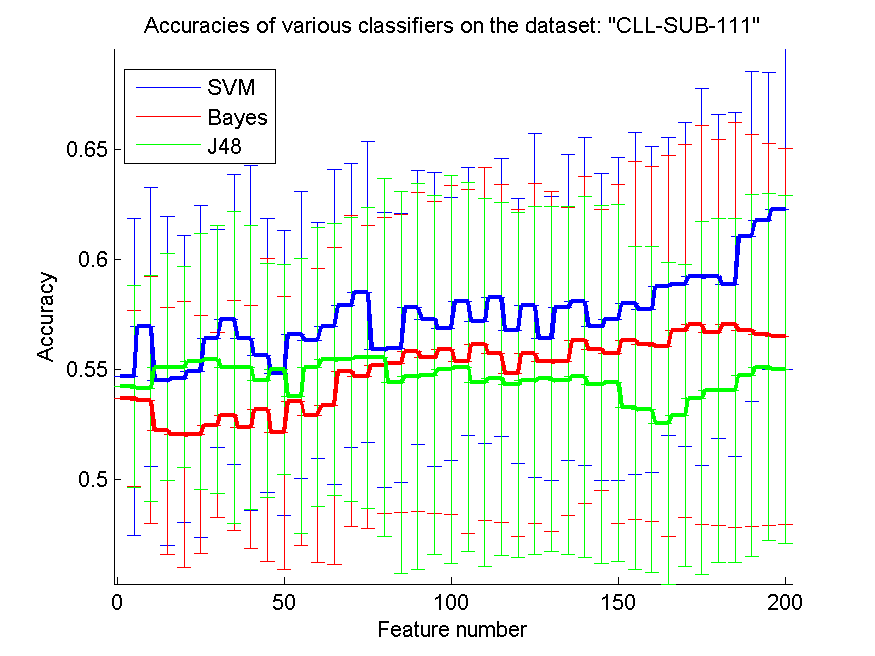 Accuracies of various classifiers on the dataset: "CLL-SUB-111"
SVM
Bayes
J48
0.65
0.6
0.55
0.5
Accuracy
0
50
100
150
200
Feature number